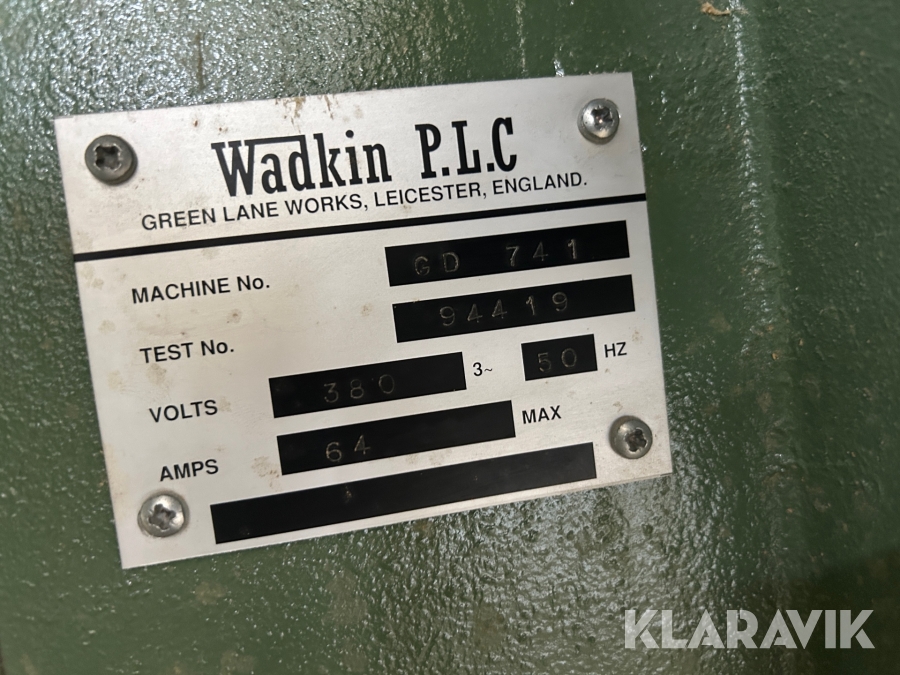 Wadkin P.L.C
GREEN LANE WORKS, LEICESTER, ENGLAND.
MACHINE No. GD 741
TEST No. 94419
VOLTS 380 3~ 50 HZ
AMPS 64 MAX
KLARAVIK